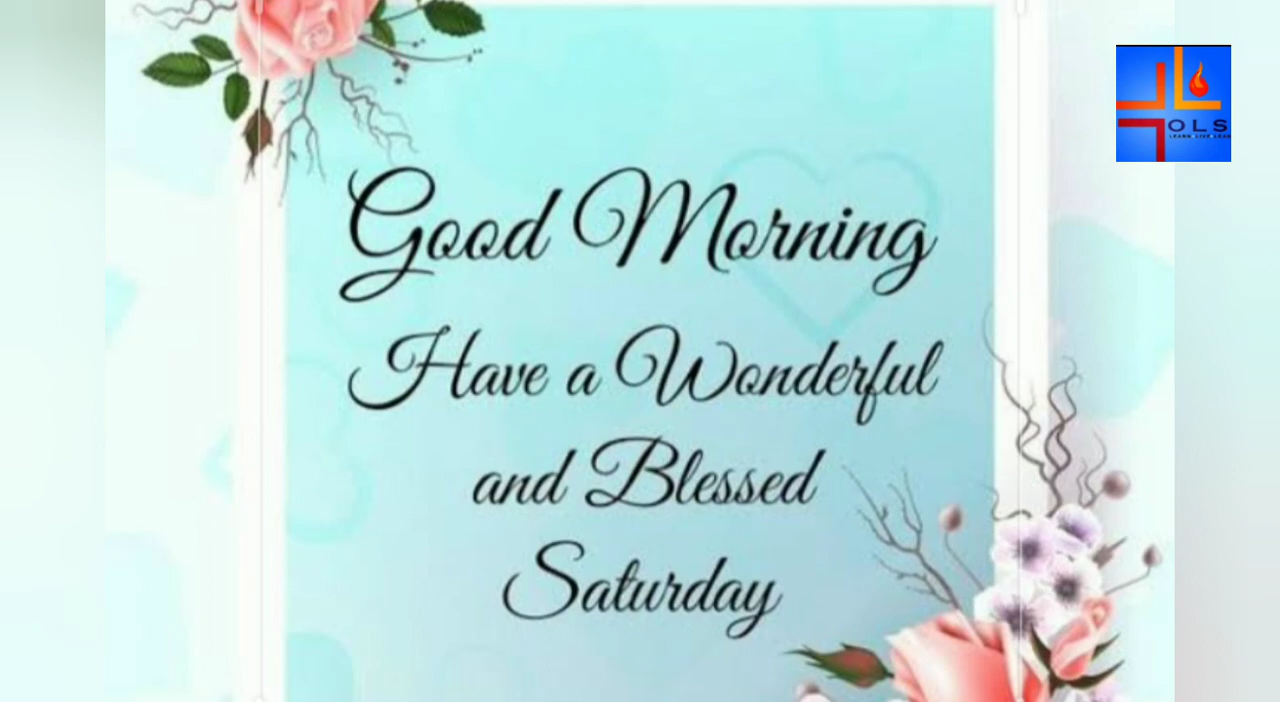 Good Morning
Have a Wonderful
and Blessed
Saturday
OLS